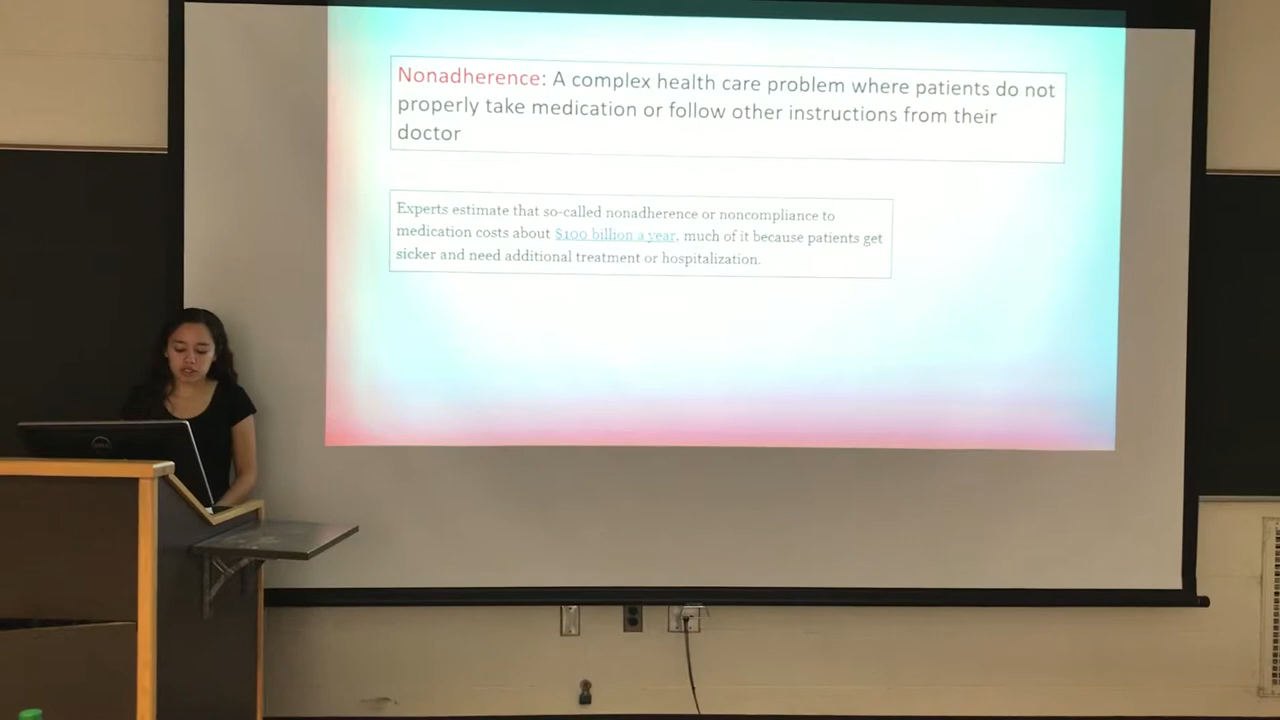 Nonadherence: A complex health care problem where patients do not
properly take medication or follow other instructions from their
doctor
Experts estimate that so-called nonadherence or noncompliance to
medication costs about $100 billion a year, much of it because patients get
sicker and need additional treatment or hospitalization.
DELL